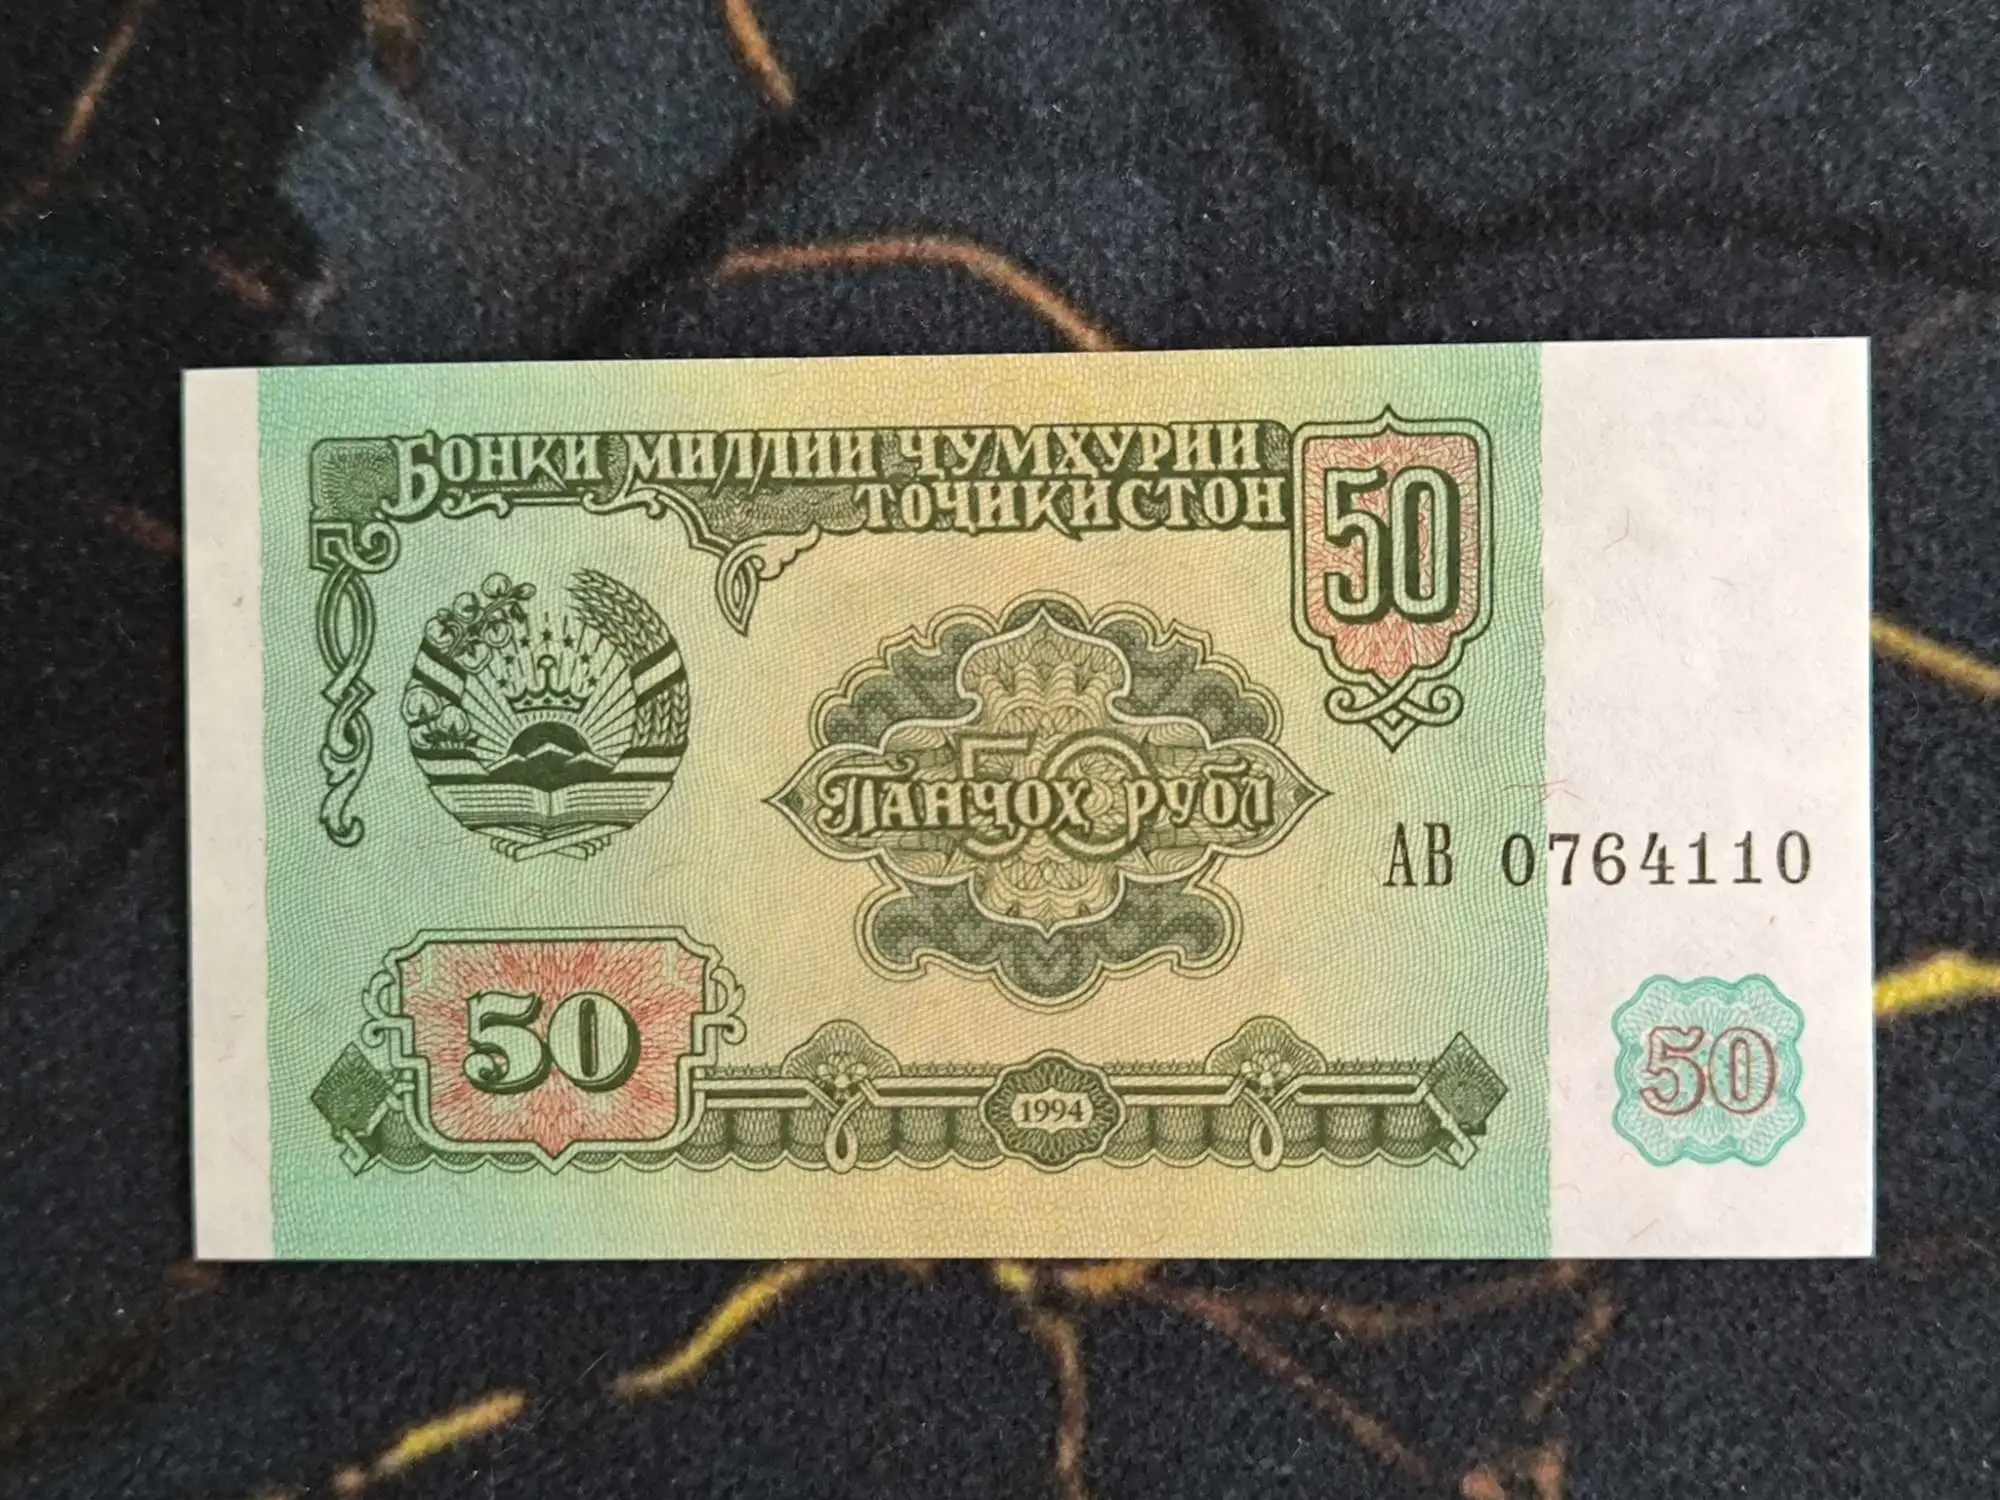 Бонки миллии Ҷумҳурии
Тоҷикистон
50
50
Панҷоҳ рубл
АВ 0764110
50
1994
50